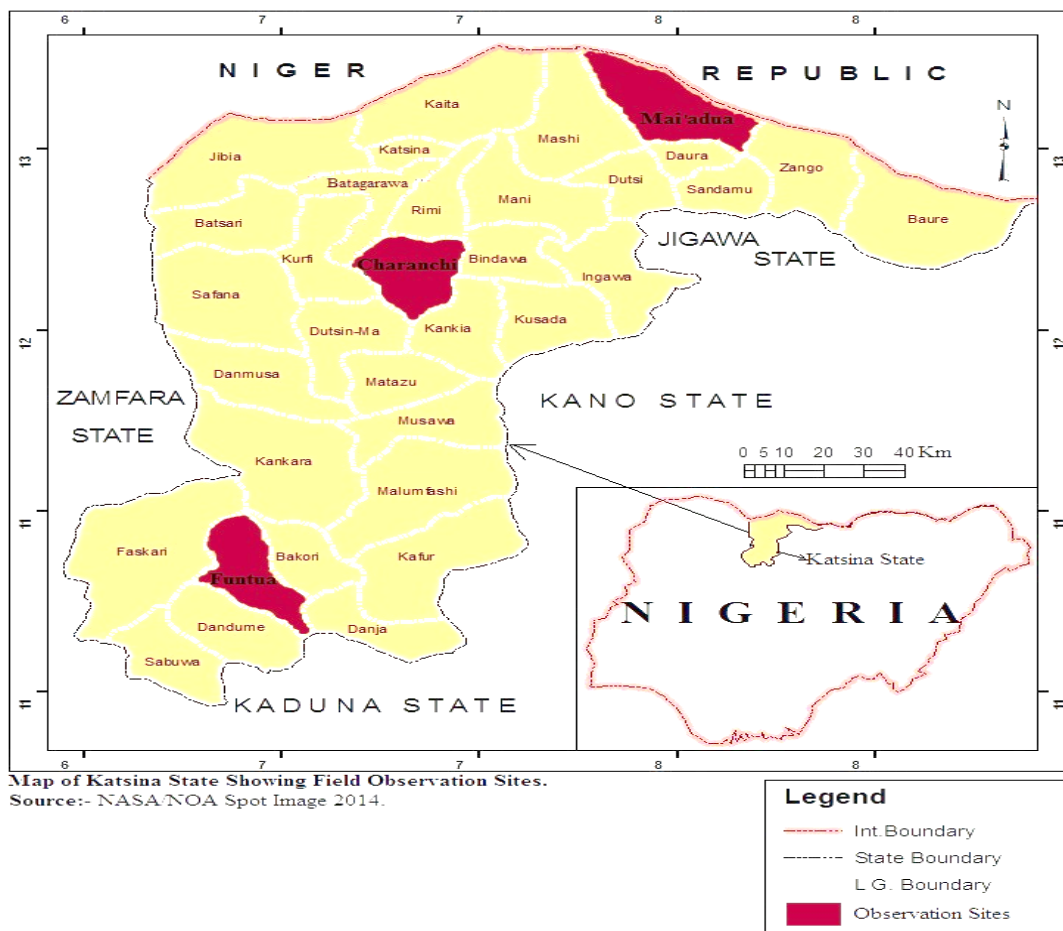 6 7 7 8 8
NIGER REPUBLIC
Kaita
Mai'adua
N
Mashi
13 13
Katsina
Jibia
Daura
Zango
Batagarawa
Dutsi
Sandamu
Mani
Rimi
Batsari
Baure
JIGAWA
STATE
Kurfi
Charanchi
Bindawa
Ingawa
Safana
Kusada
Dutsin-Ma
Kankia
12 12
Danmusa
Matazu
ZAMFARA
STATE
KANO STATE
Musawa
Kankara
Km
0 5 10 20 30 40
Malumfashi
11 11
Faskari
Bakori
Kafur
Katsina State
Funtua
NIGERIA
Dandume
Danja
Sabuwa
KADUNA STATE
11 11
6 7 7 8 8
Map of Katsina State Showing Field Observation Sites.
Source:- NASA/NOA Spot Image 2014.
Legend
Int.Boundary
State Boundary
L G. Boundary
Observation Sites